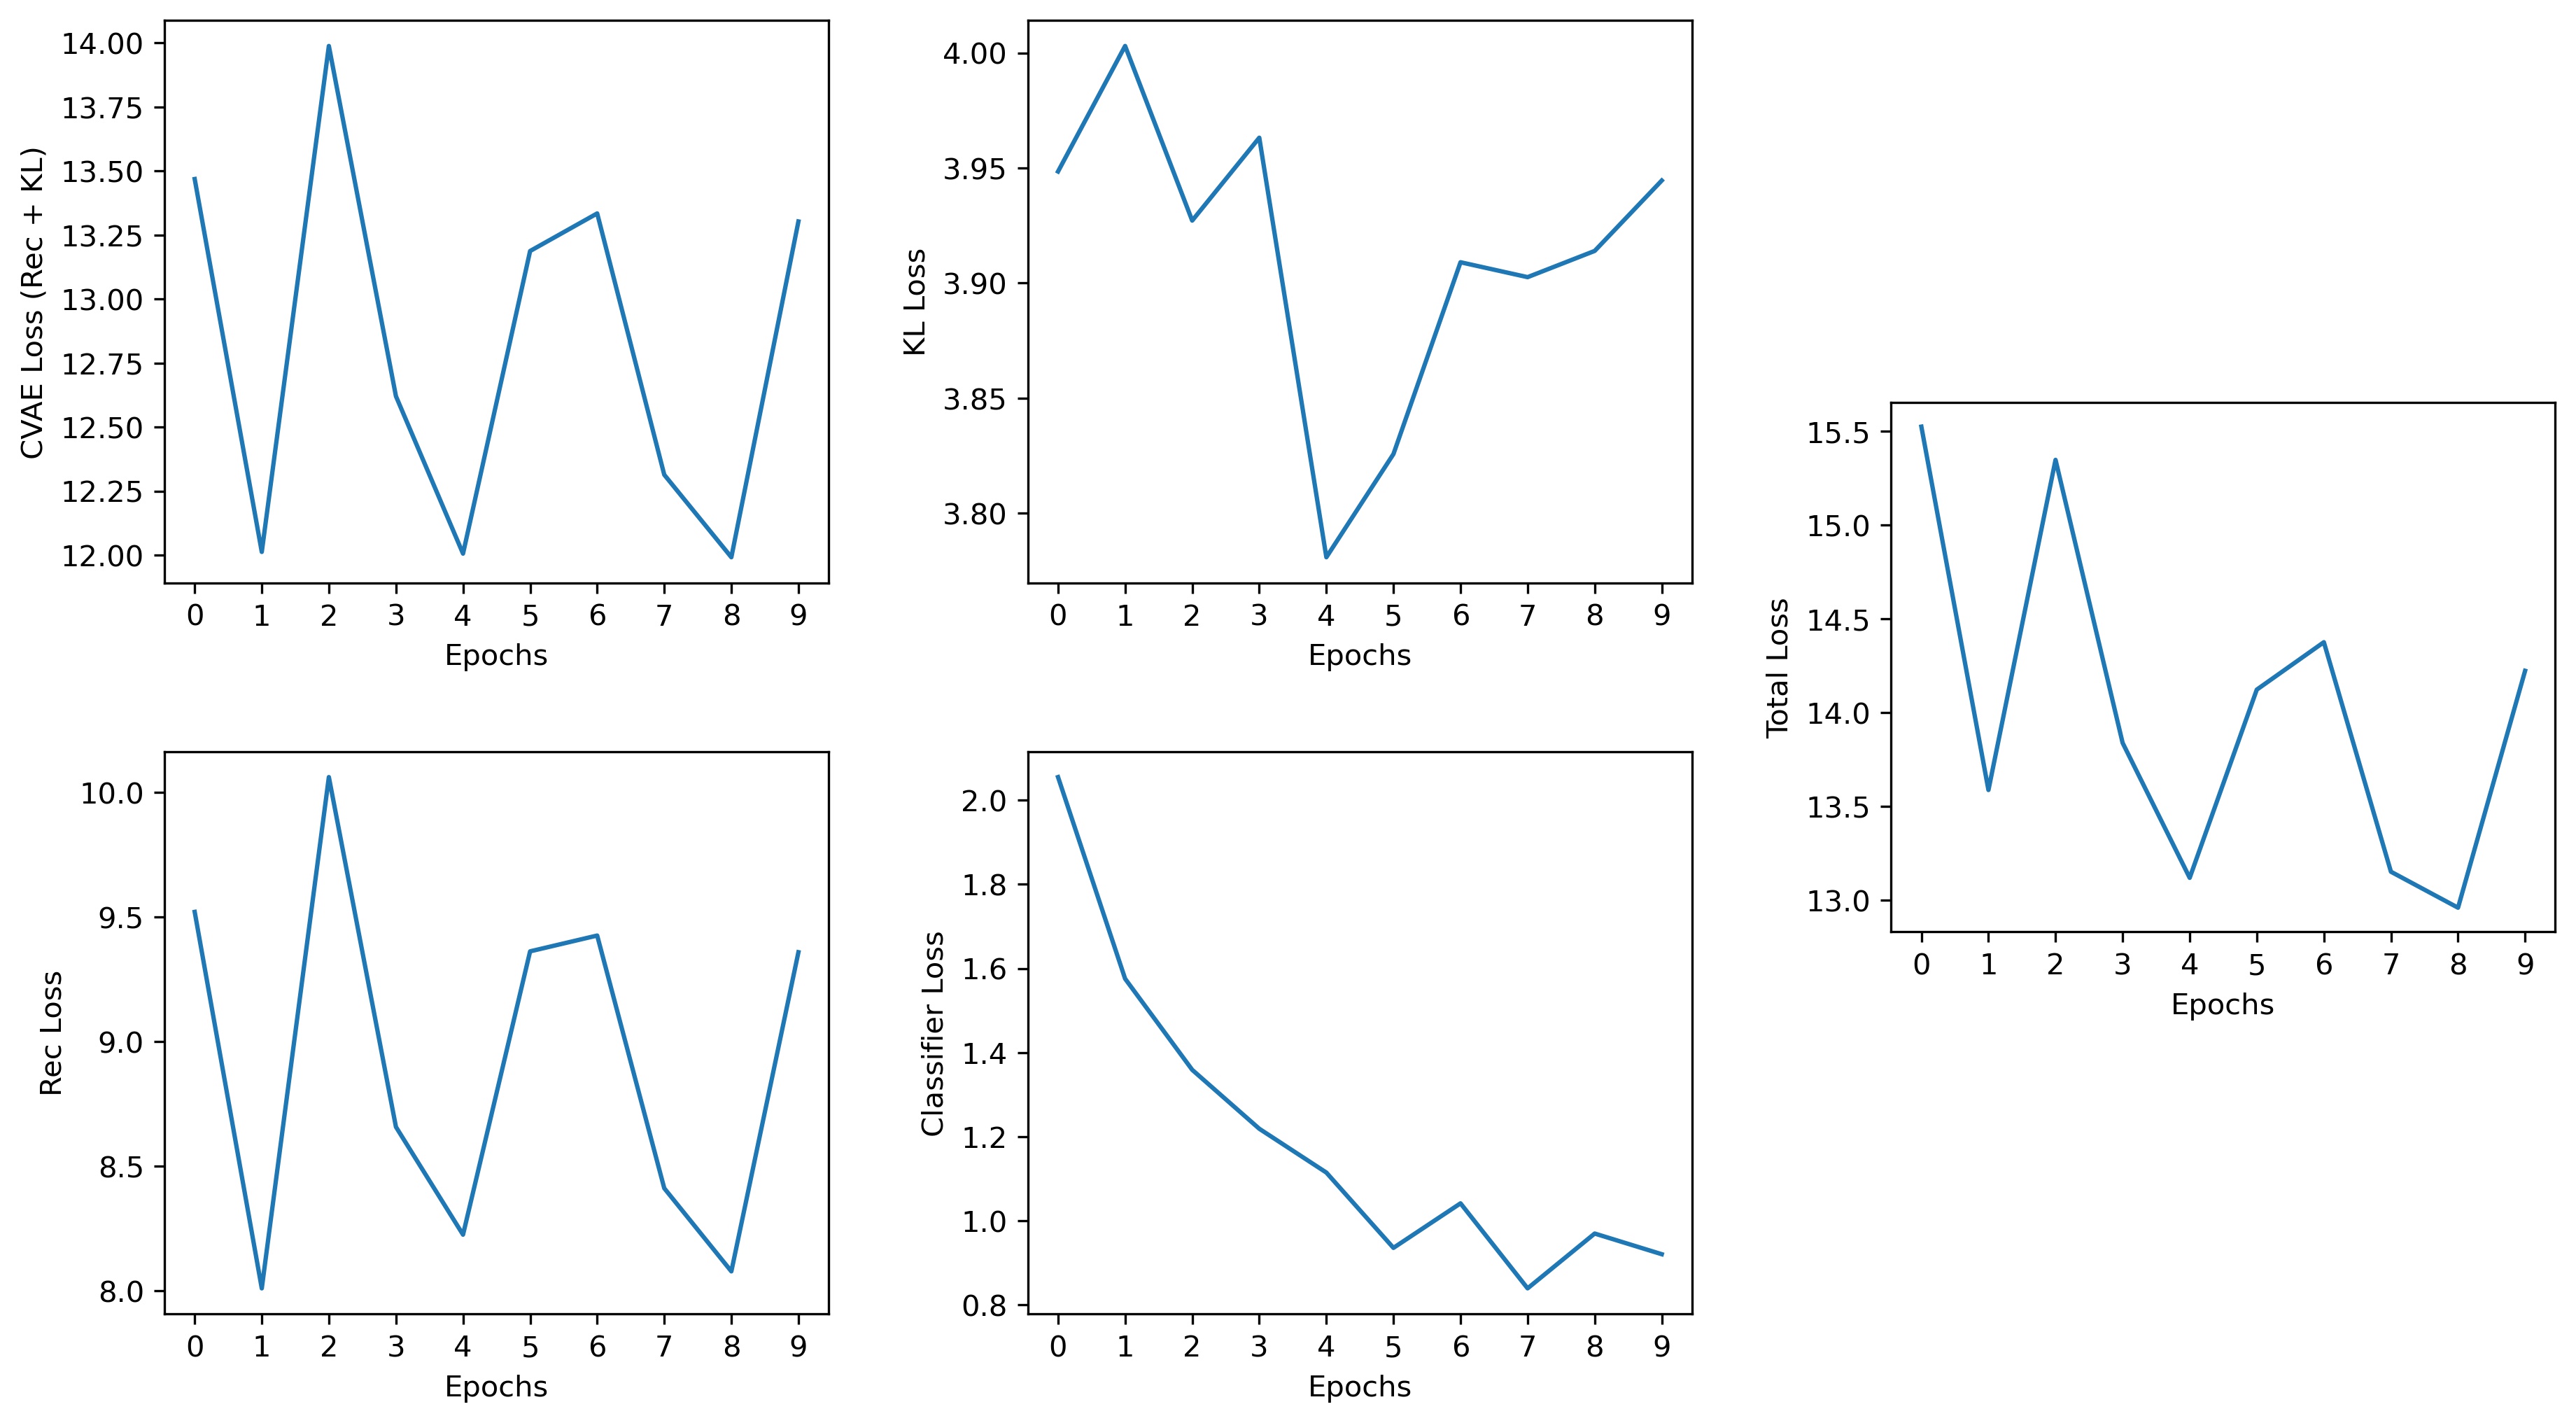 CVAE Loss (Rec + KL)
14.00
13.75
13.50
13.25
13.00
12.75
12.50
12.25
12.00
0 1 2 3 4 5 6 7 8 9
Epochs
KL Loss
4.00
3.95
3.90
3.85
3.80
0 1 2 3 4 5 6 7 8 9
Epochs
Rec Loss
10.0
9.5
9.0
8.5
8.0
0 1 2 3 4 5 6 7 8 9
Epochs
Classifier Loss
2.0
1.8
1.6
1.4
1.2
1.0
0.8
0 1 2 3 4 5 6 7 8 9
Epochs
Total Loss
15.5
15.0
14.5
14.0
13.5
13.0
0 1 2 3 4 5 6 7 8 9
Epochs